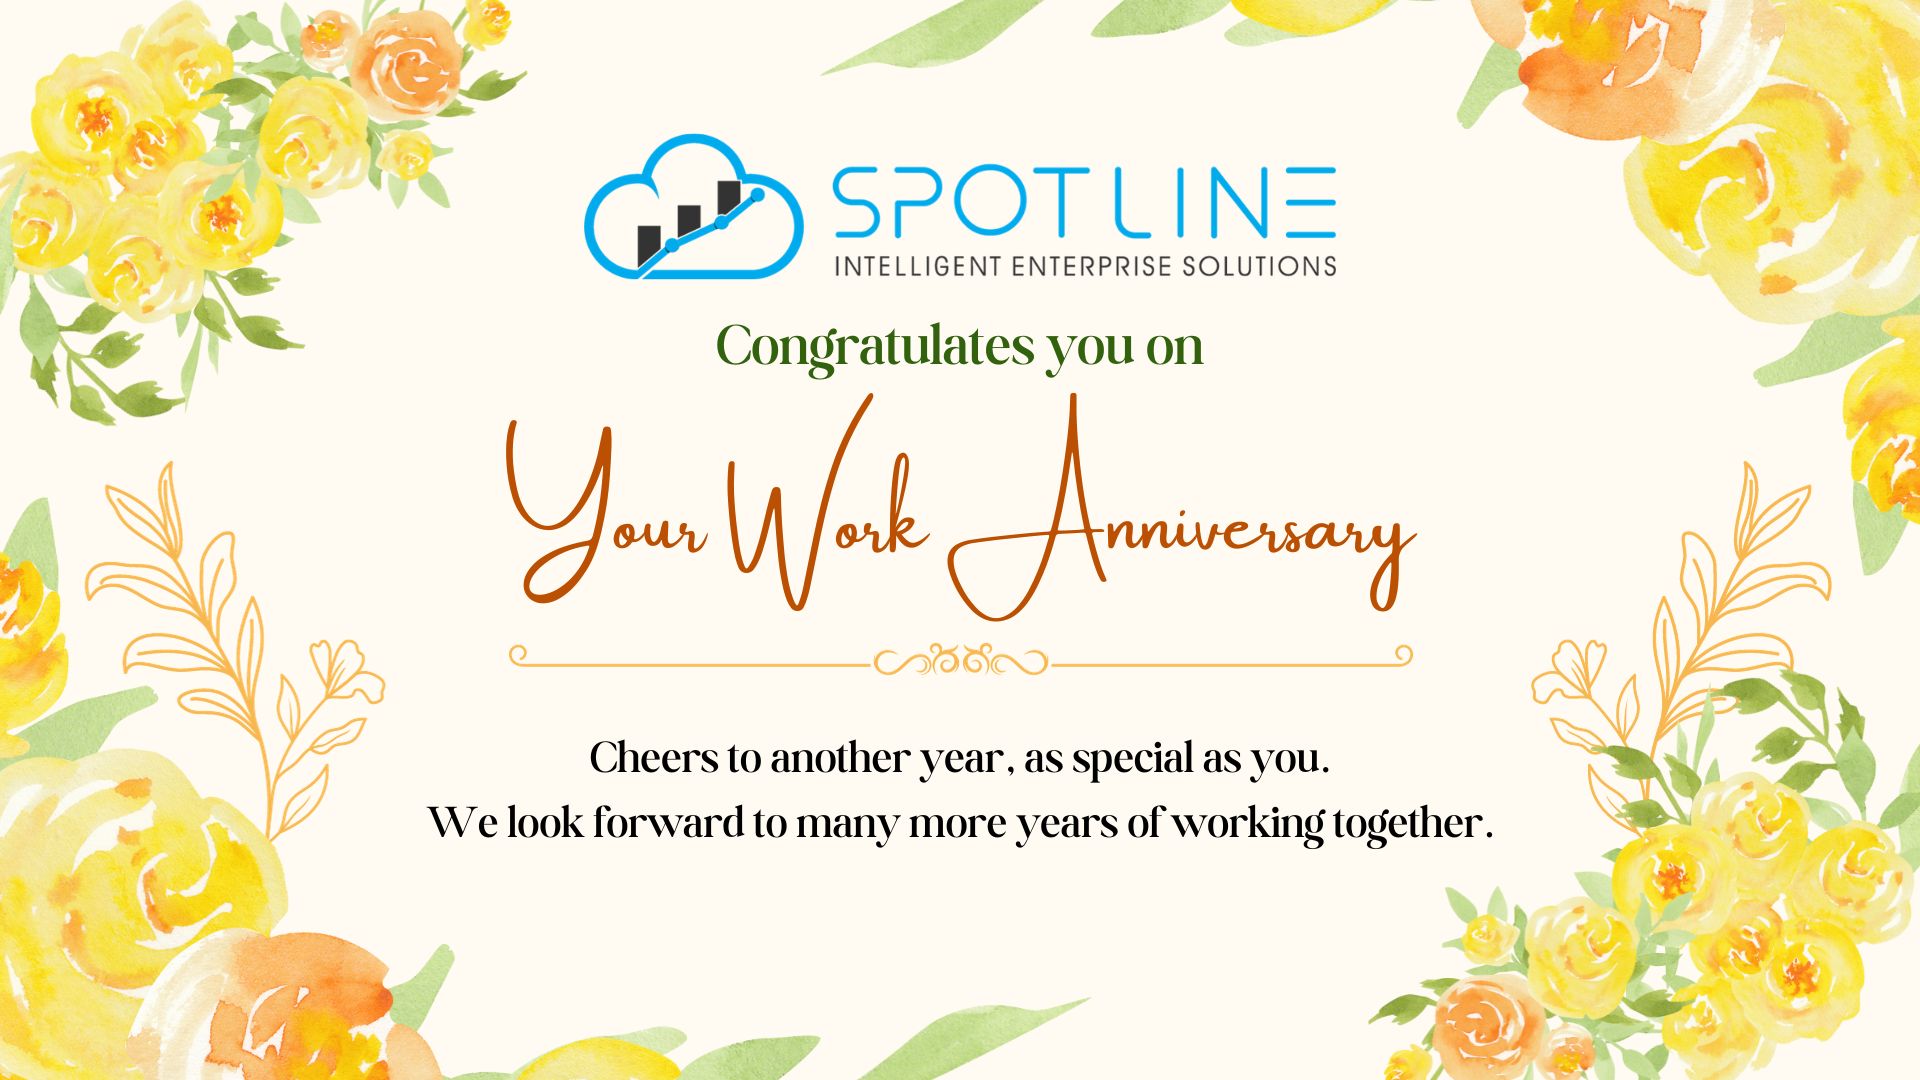 SPOTLINE
INTELLIGENT ENTERPRISE SOLUTIONS
Congratulates you on
Your Work Anniversary
Cheers to another year, as special as you.
We look forward to many more years of working together.